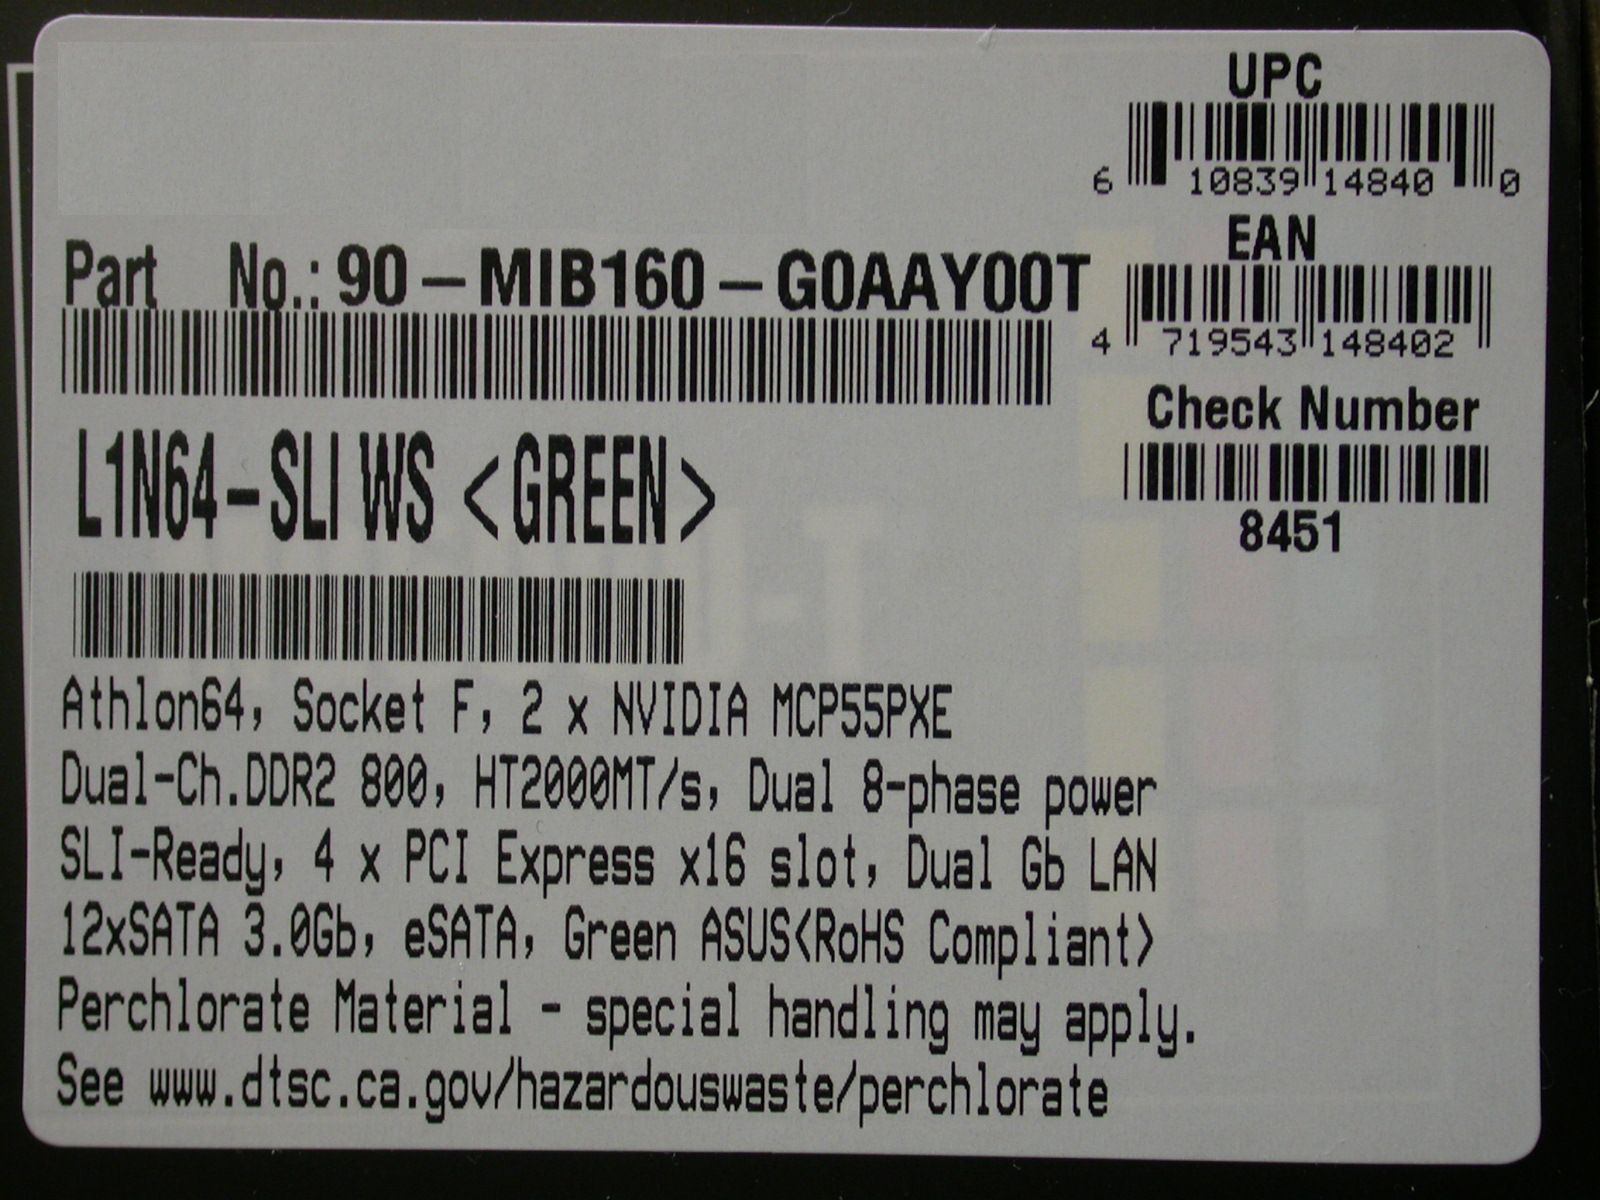 UPC
6 10839 14840 0
EAN
4 719543 148402
Part No.: 90-MIB160-G0AAY00T
Check Number
8451
L1N64-SLI WS <GREEN>
Athlon64, Socket F, 2 x NVIDIA MCP55PXE
Dual-Ch.DDR2 800, HT2000MT/s, Dual 8-phase power
SLI-Ready, 4 x PCI Express x16 slot, Dual Gb LAN
12xSATA 3.0Gb, eSATA, Green ASUS<RoHS Compliant>
Perchlorate Material - special handling may apply.
See www.dtsc.ca.gov/hazardouswaste/perchlorate